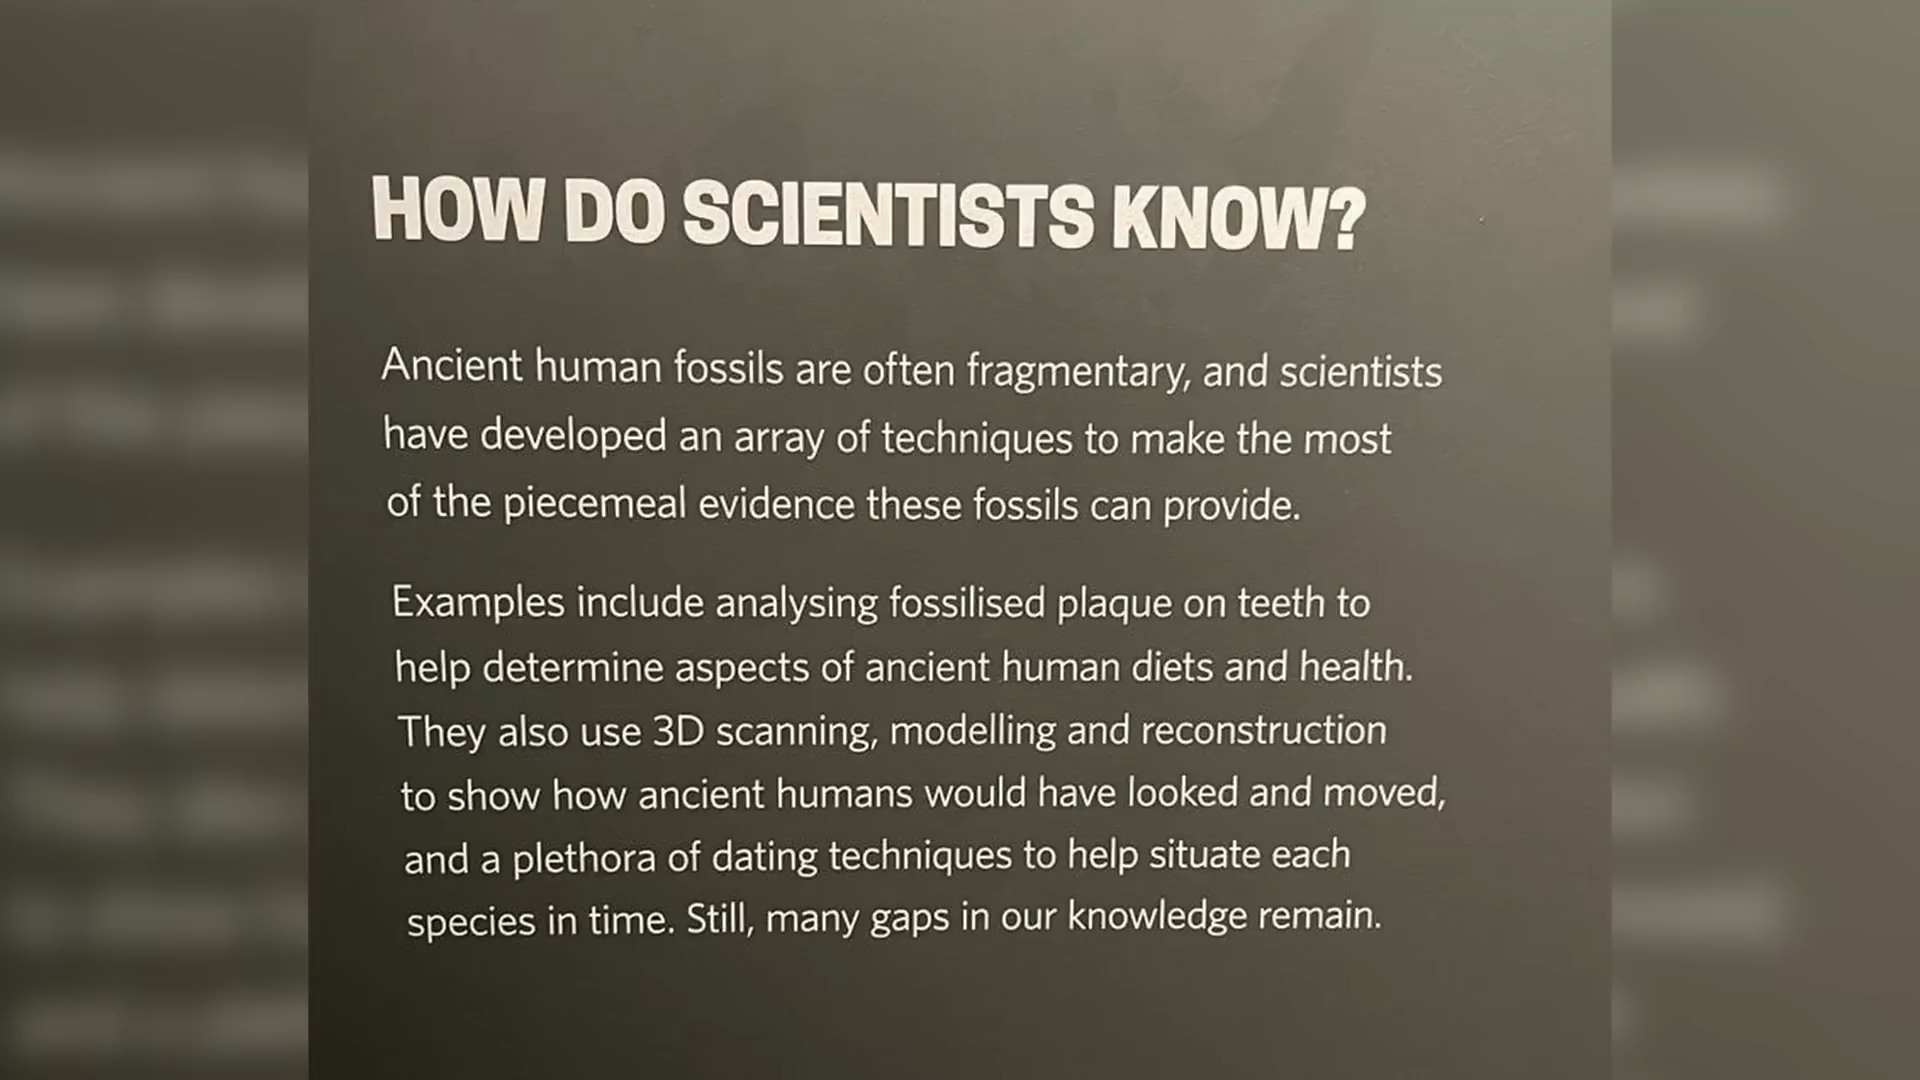 HOW DO SCIENTISTS KNOW?
Ancient human fossils are often fragmentary, and scientists
have developed an array of techniques to make the most
of the piecemeal evidence these fossils can provide.
Examples include analysing fossilised plaque on teeth to
help determine aspects of ancient human diets and health.
They also use 3D scanning, modelling and reconstruction
to show how ancient humans would have looked and moved,
and a plethora of dating techniques to help situate each
species in time. Still, many gaps in our knowledge remain.